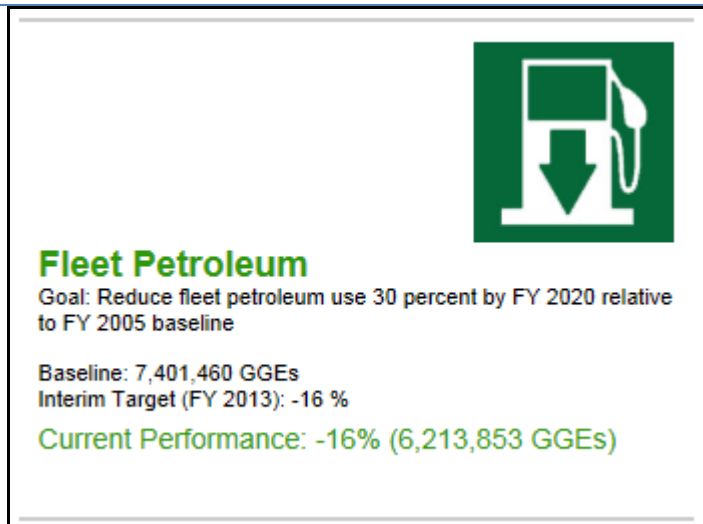 Fleet Petroleum
Goal: Reduce fleet petroleum use 30 percent by FY 2020 relative
to FY 2005 baseline
Baseline: 7,401,460 GGEs
Interim Target (FY 2013): -16 %
Current Performance: -16% (6,213,853 GGEs)